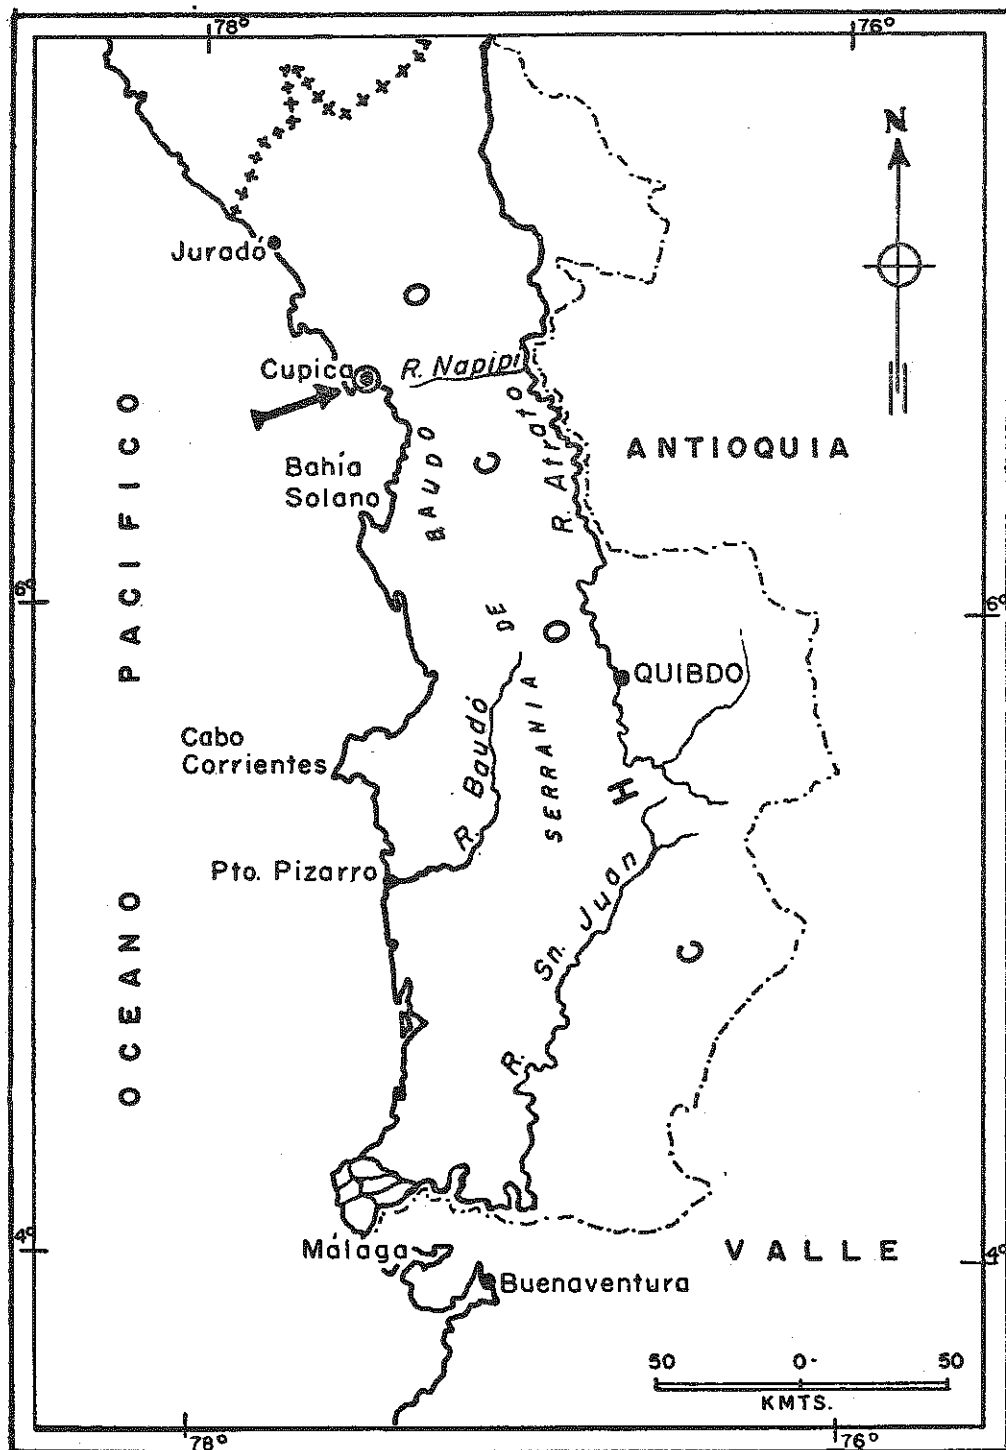 78°
76°
N
Juradó
O
Cupica
R. Napipi
PACIFICO
OCEANO
BAUDO
DE
SERRANIA
C
R. Atrato
ANTIOQUIA
Bahía
Solano
6°
6°
O
QUIBDO
Cabo
Corrientes
R. Baudó
H
Pto. Pizarro
R. Sn. Juan
C
4°
4°
Málaga
VALLE
Buenaventura
50 0 50
KMTS.
78°
76°